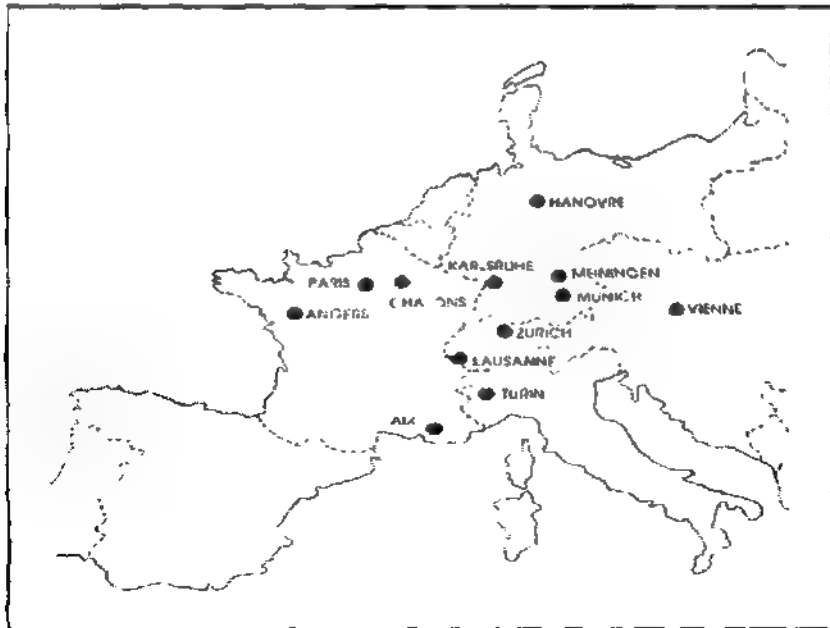 HANOVRE
KARLSRUHE
MEININGEN
PARIS
CHALONS
MUNICH
ANGERS
VIENNE
ZURICH
LAUSANNE
TURIN
AIX